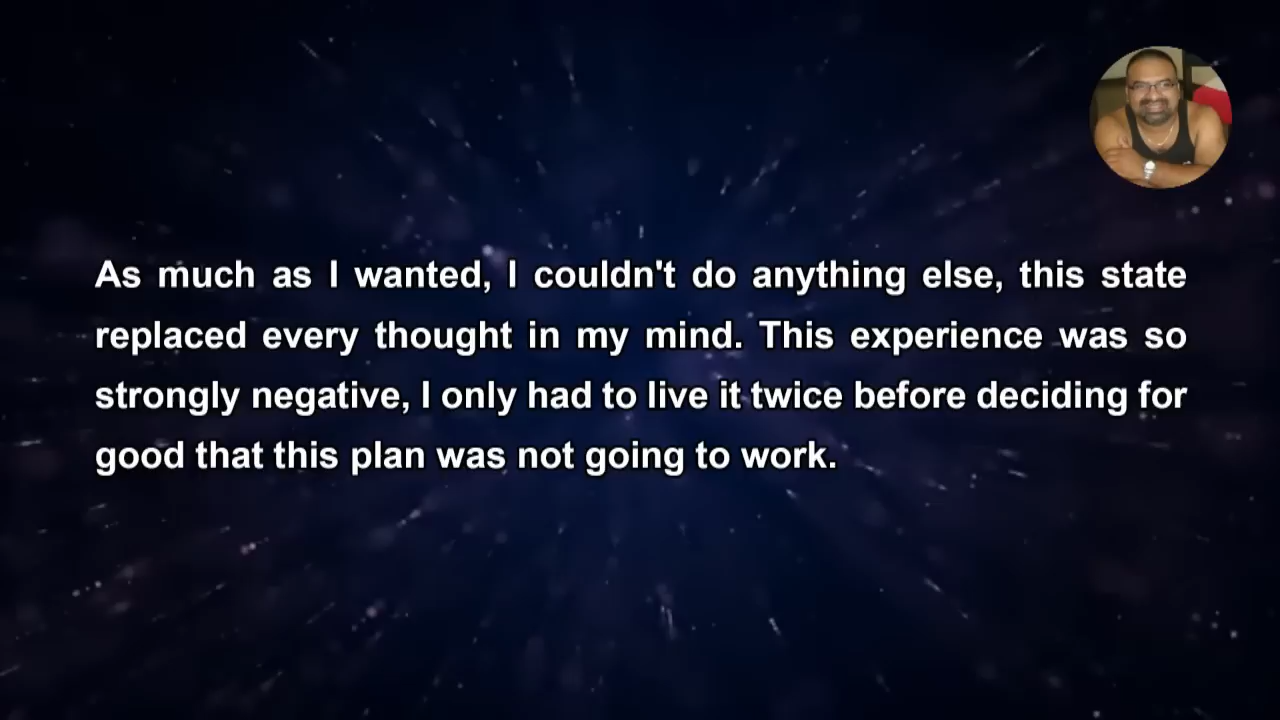 As much as I wanted, I couldn't do anything else, this state
replaced every thought in my mind. This experience was so
strongly negative, I only had to live it twice before deciding for
good that this plan was not going to work.